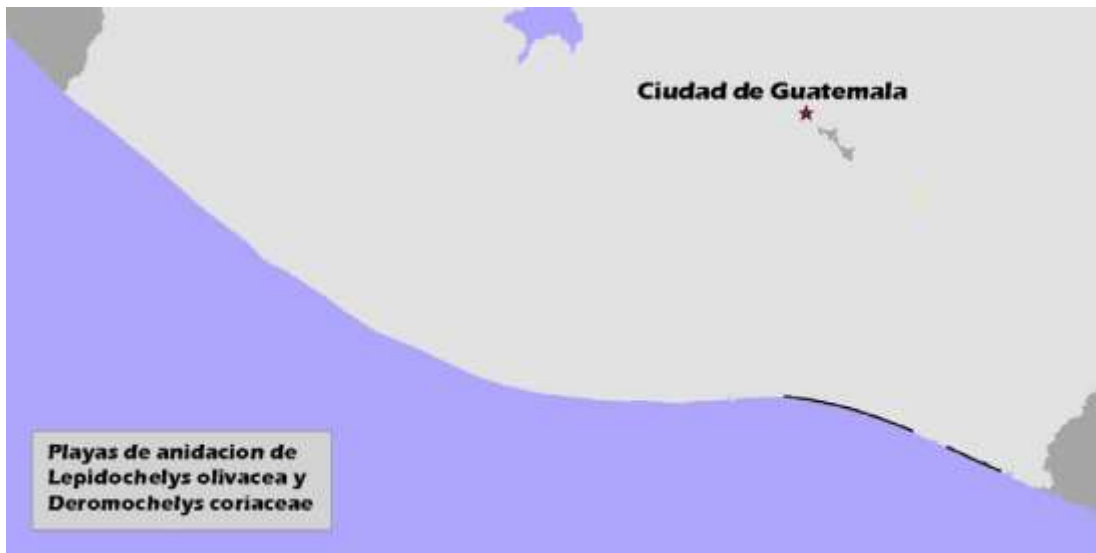 Ciudad de Guatemala
Playas de anidacion de
Lepidochelys olivacea y
Deromochelys coriaceae